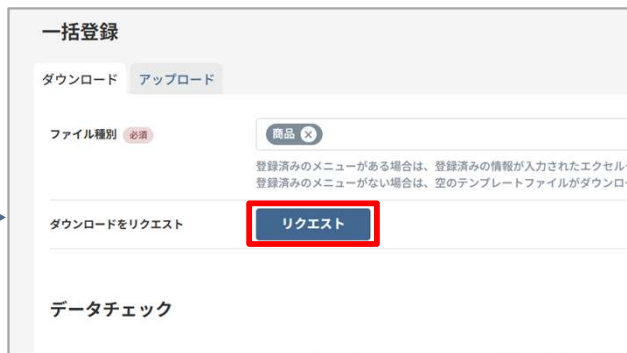 一括登録
ダウンロード アップロード
ファイル種別 必須 商品
登録済みのメニューがある場合は、登録済みの情報が入力されたエクセル
登録済みのメニューがない場合は、空のテンプレートファイルがダウンロー
ダウンロードをリクエスト リクエスト
データチェック